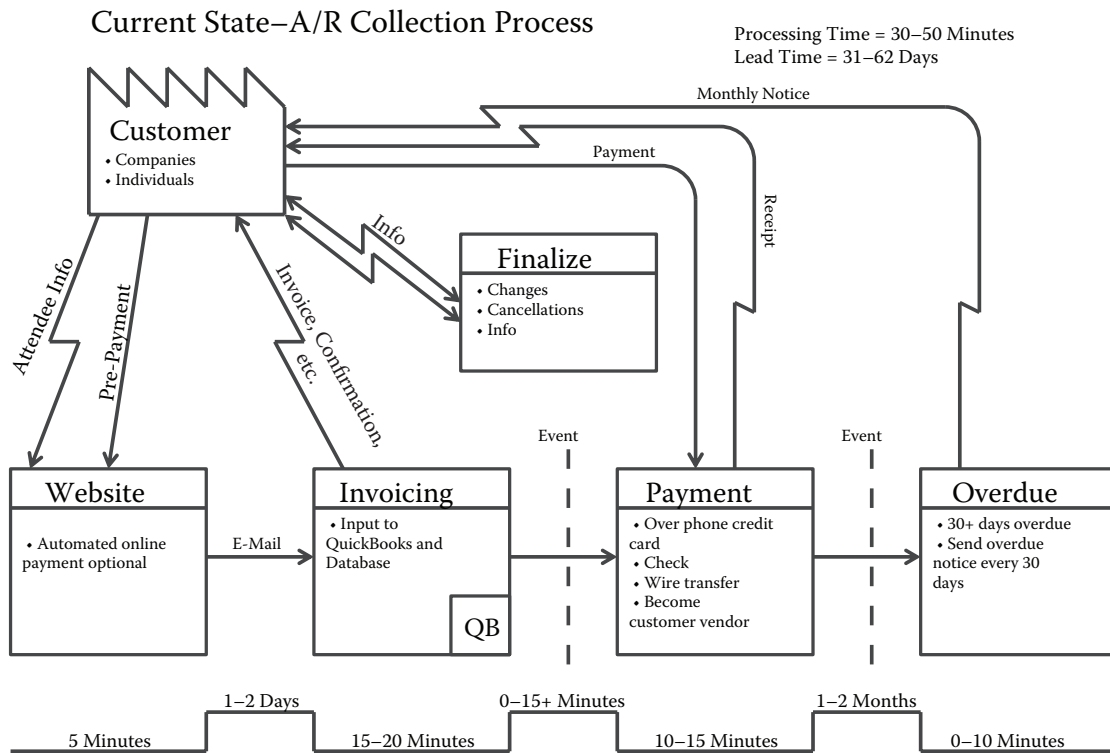 Current State–A/R Collection Process
Processing Time = 30–50 Minutes
Lead Time = 31–62 Days
Monthly Notice
Customer
• Companies
• Individuals
Payment
Receipt
Info
Finalize
• Changes
• Cancellations
• Info
Attendee Info
Pre-Payment
Invoice, Confirmation,
etc.
Event
Event
Website
• Automated online
payment optional
E-Mail
Invoicing
• Input to
QuickBooks and
Database
QB
Payment
• Over phone credit
card
• Check
• Wire transfer
• Become
customer vendor
Overdue
• 30+ days overdue
• Send overdue
notice every 30
days
5 Minutes
1–2 Days
15–20 Minutes
0–15+ Minutes
10–15 Minutes
1–2 Months
0–10 Minutes